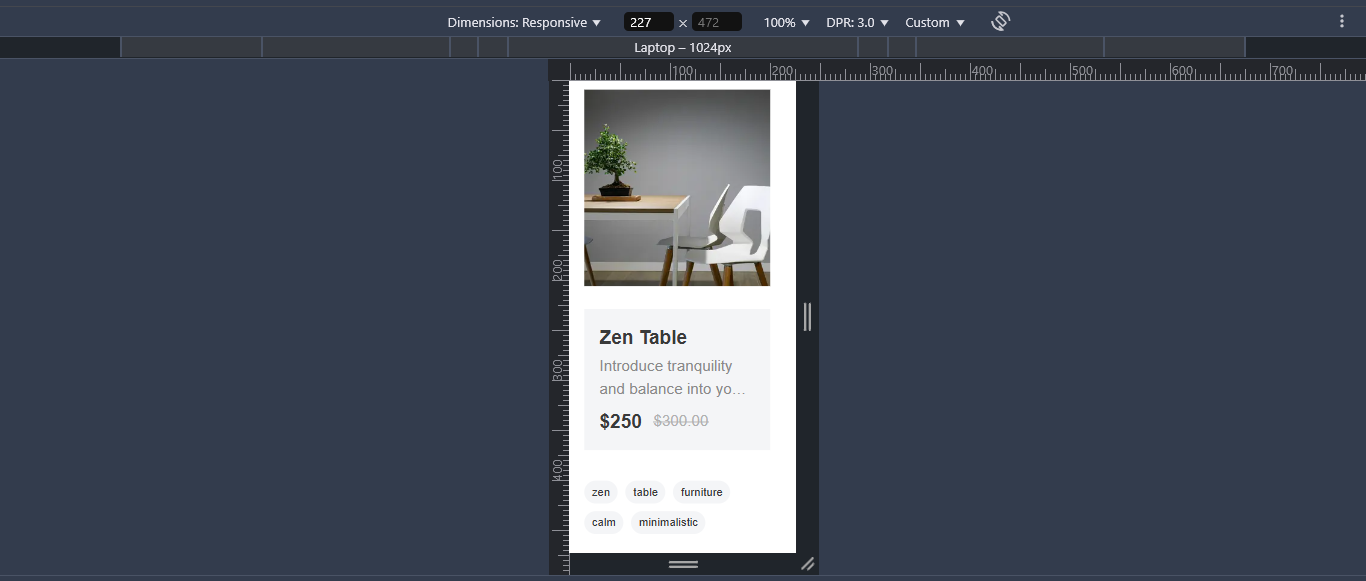 Dimensions: Responsive ▼ 227 × 472 100% ▼ DPR: 3.0 ▼ Custom ▼
Laptop – 1024px
100 200 300 400 500 600 700
100
200
300
400
Zen Table
Introduce tranquility
and balance into yo...
$250 $300.00
zen table furniture
calm minimalistic